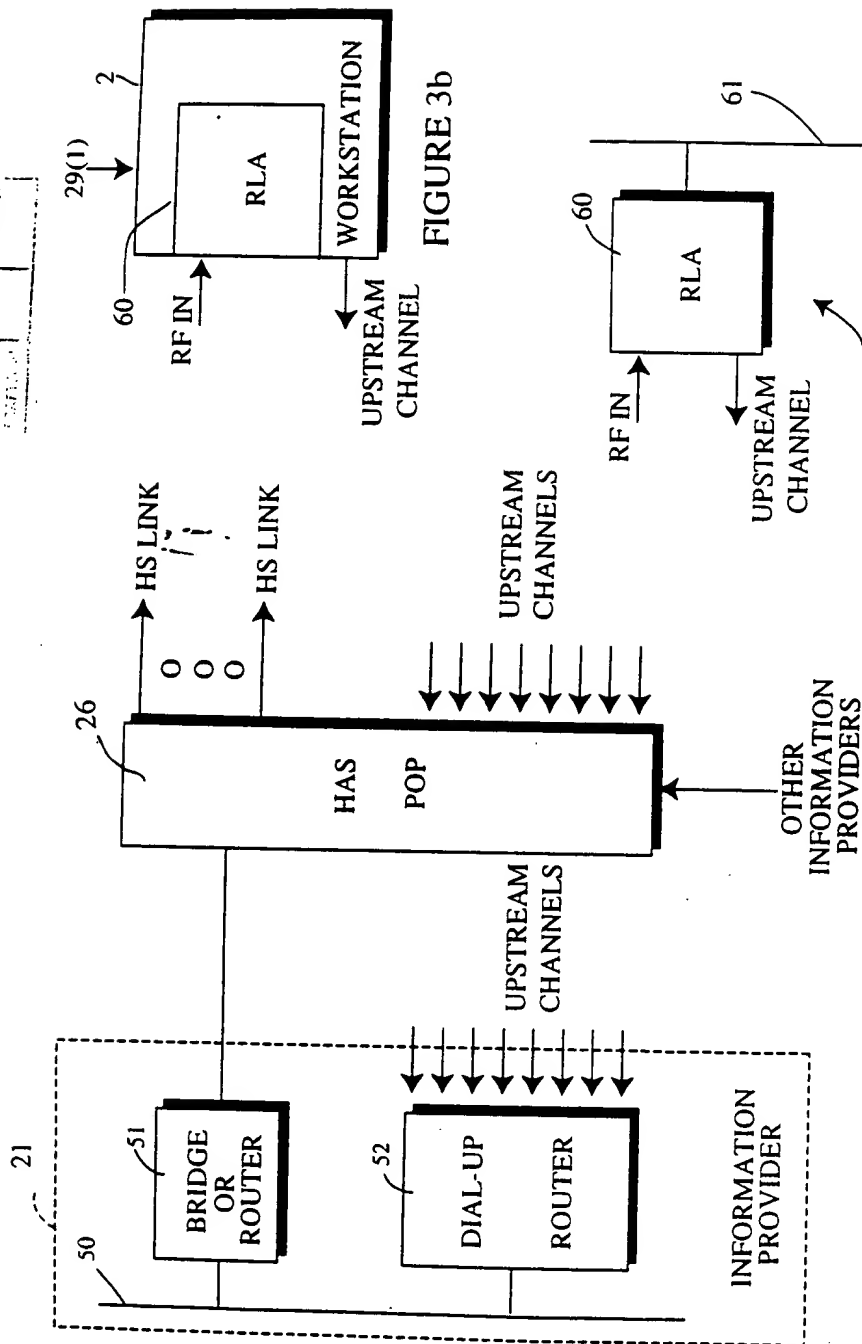 21
50
51
BRIDGE
OR
ROUTER
52
DIAL-UP
ROUTER
INFORMATION
PROVIDER
UPSTREAM
CHANNELS
26
HAS
POP
HS LINK
O
O
O
HS LINK
UPSTREAM
CHANNELS
OTHER
INFORMATION
PROVIDERS
29(1)
2
60
RLA
WORKSTATION
RF IN
UPSTREAM
CHANNEL
FIGURE 3b
60
RLA
61
RF IN
UPSTREAM
CHANNEL